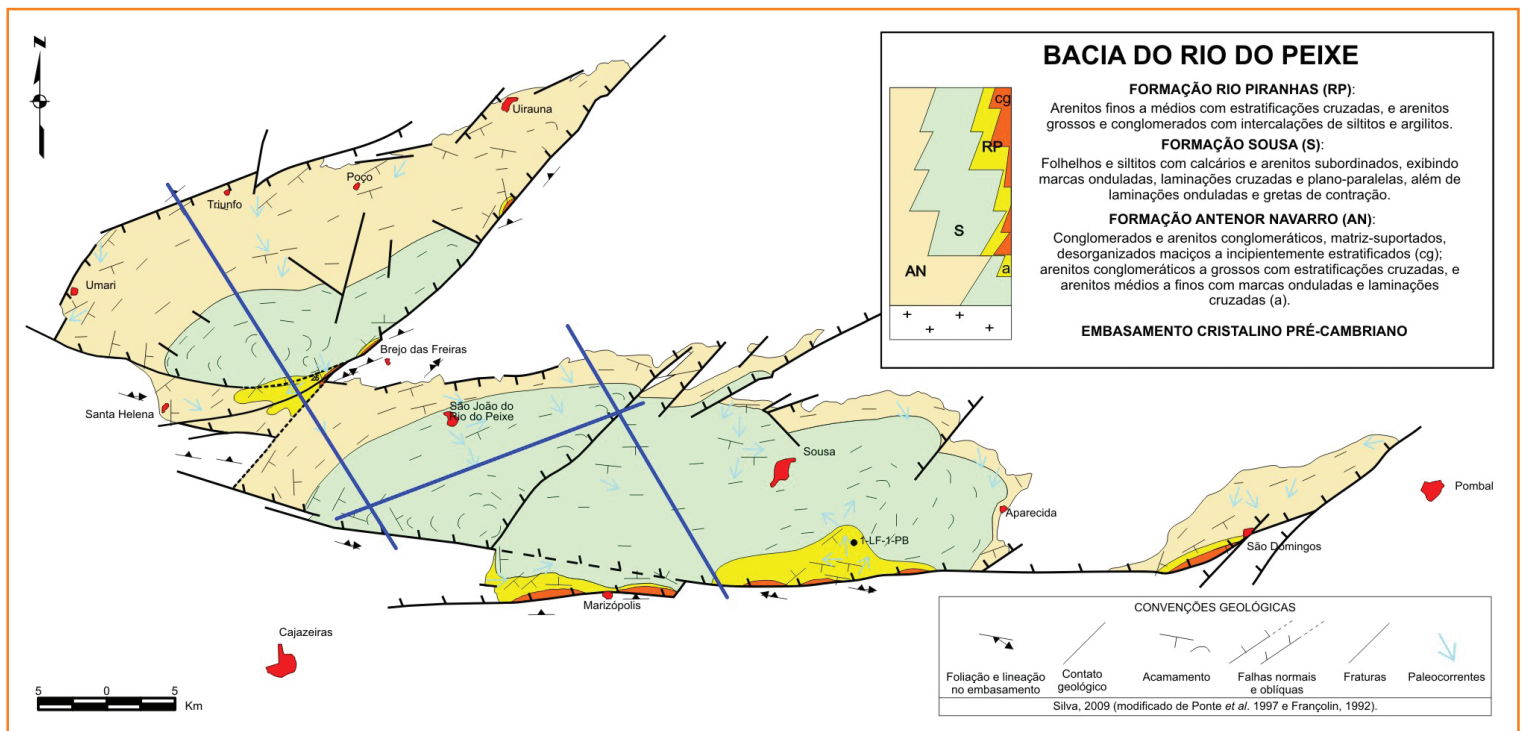 N
BACIA DO RIO DO PEIXE
FORMAÇÃO RIO PIRANHAS (RP):
Arenitos finos a médios com estratificações cruzadas, e arenitos
grossos e conglomerados com intercalações de siltitos e argilitos.
FORMAÇÃO SOUSA (S):
Folhelhos e siltitos com calcários e arenitos subordinados, exibindo
marcas onduladas, laminações cruzadas e plano-paralelas, além de
laminações onduladas e gretas de contração.
FORMAÇÃO ANTENOR NAVARRO (AN):
Conglomerados e arenitos conglomeráticos, matriz-suportados,
desorganizados maciços a incipientemente estratificados (cg);
arenitos conglomeráticos a grossos com estratificações cruzadas, e
arenitos médios a finos com marcas onduladas e laminações
cruzadas (a).
EMBASAMENTO CRISTALINO PRÉ-CAMBRIANO
cg
RP
S
AN
a
Uirauna
Poço
Triunfo
Umari
Brejo das Freiras
Santa Helena
São João do
Rio do Peixe
Sousa
Aparecida
1-LF-1-PB
Pombal
São Domingos
Marizópolis
Cajazeiras
5 0 5
Km
CONVENÇÕES GEOLÓGICAS
Foliação e lineação
no embasamento
Contato
geológico
Acamamento
Falhas normais
e oblíquas
Fraturas
Paleocorrentes
Silva, 2009 (modificado de Ponte et al. 1997 e Françolin, 1992).